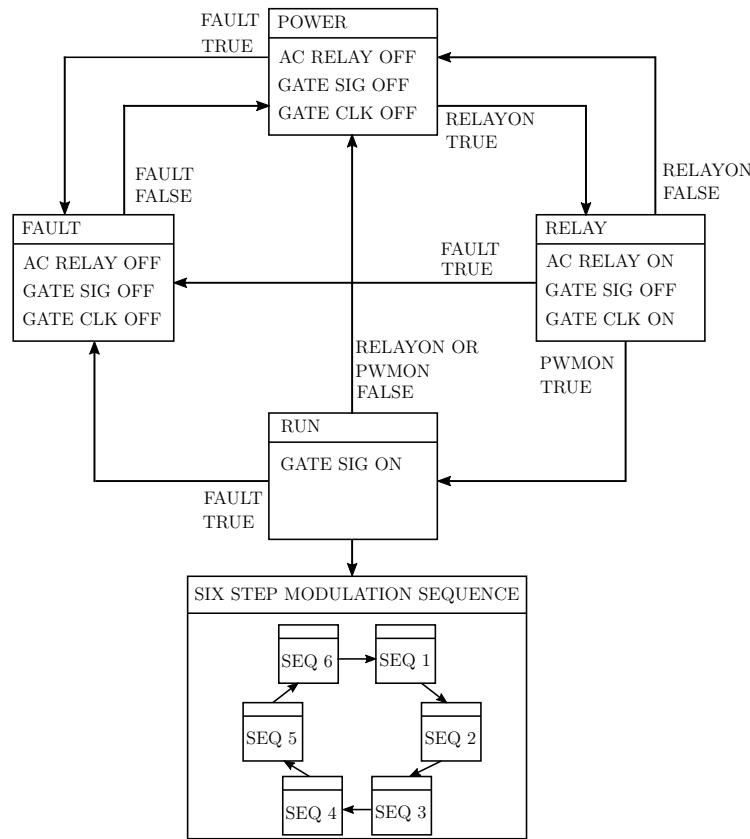 FAULT
TRUE
POWER
AC RELAY OFF
GATE SIG OFF
GATE CLK OFF
RELAYON
TRUE
FAULT
FALSE
RELAYON
FALSE
FAULT
AC RELAY OFF
GATE SIG OFF
GATE CLK OFF
FAULT
TRUE
RELAY
AC RELAY ON
GATE SIG OFF
GATE CLK ON
RELAYON OR
PWMON
FALSE
PWMON
TRUE
RUN
GATE SIG ON
FAULT
TRUE
SIX STEP MODULATION SEQUENCE
SEQ 6
SEQ 1
SEQ 5
SEQ 2
SEQ 4
SEQ 3